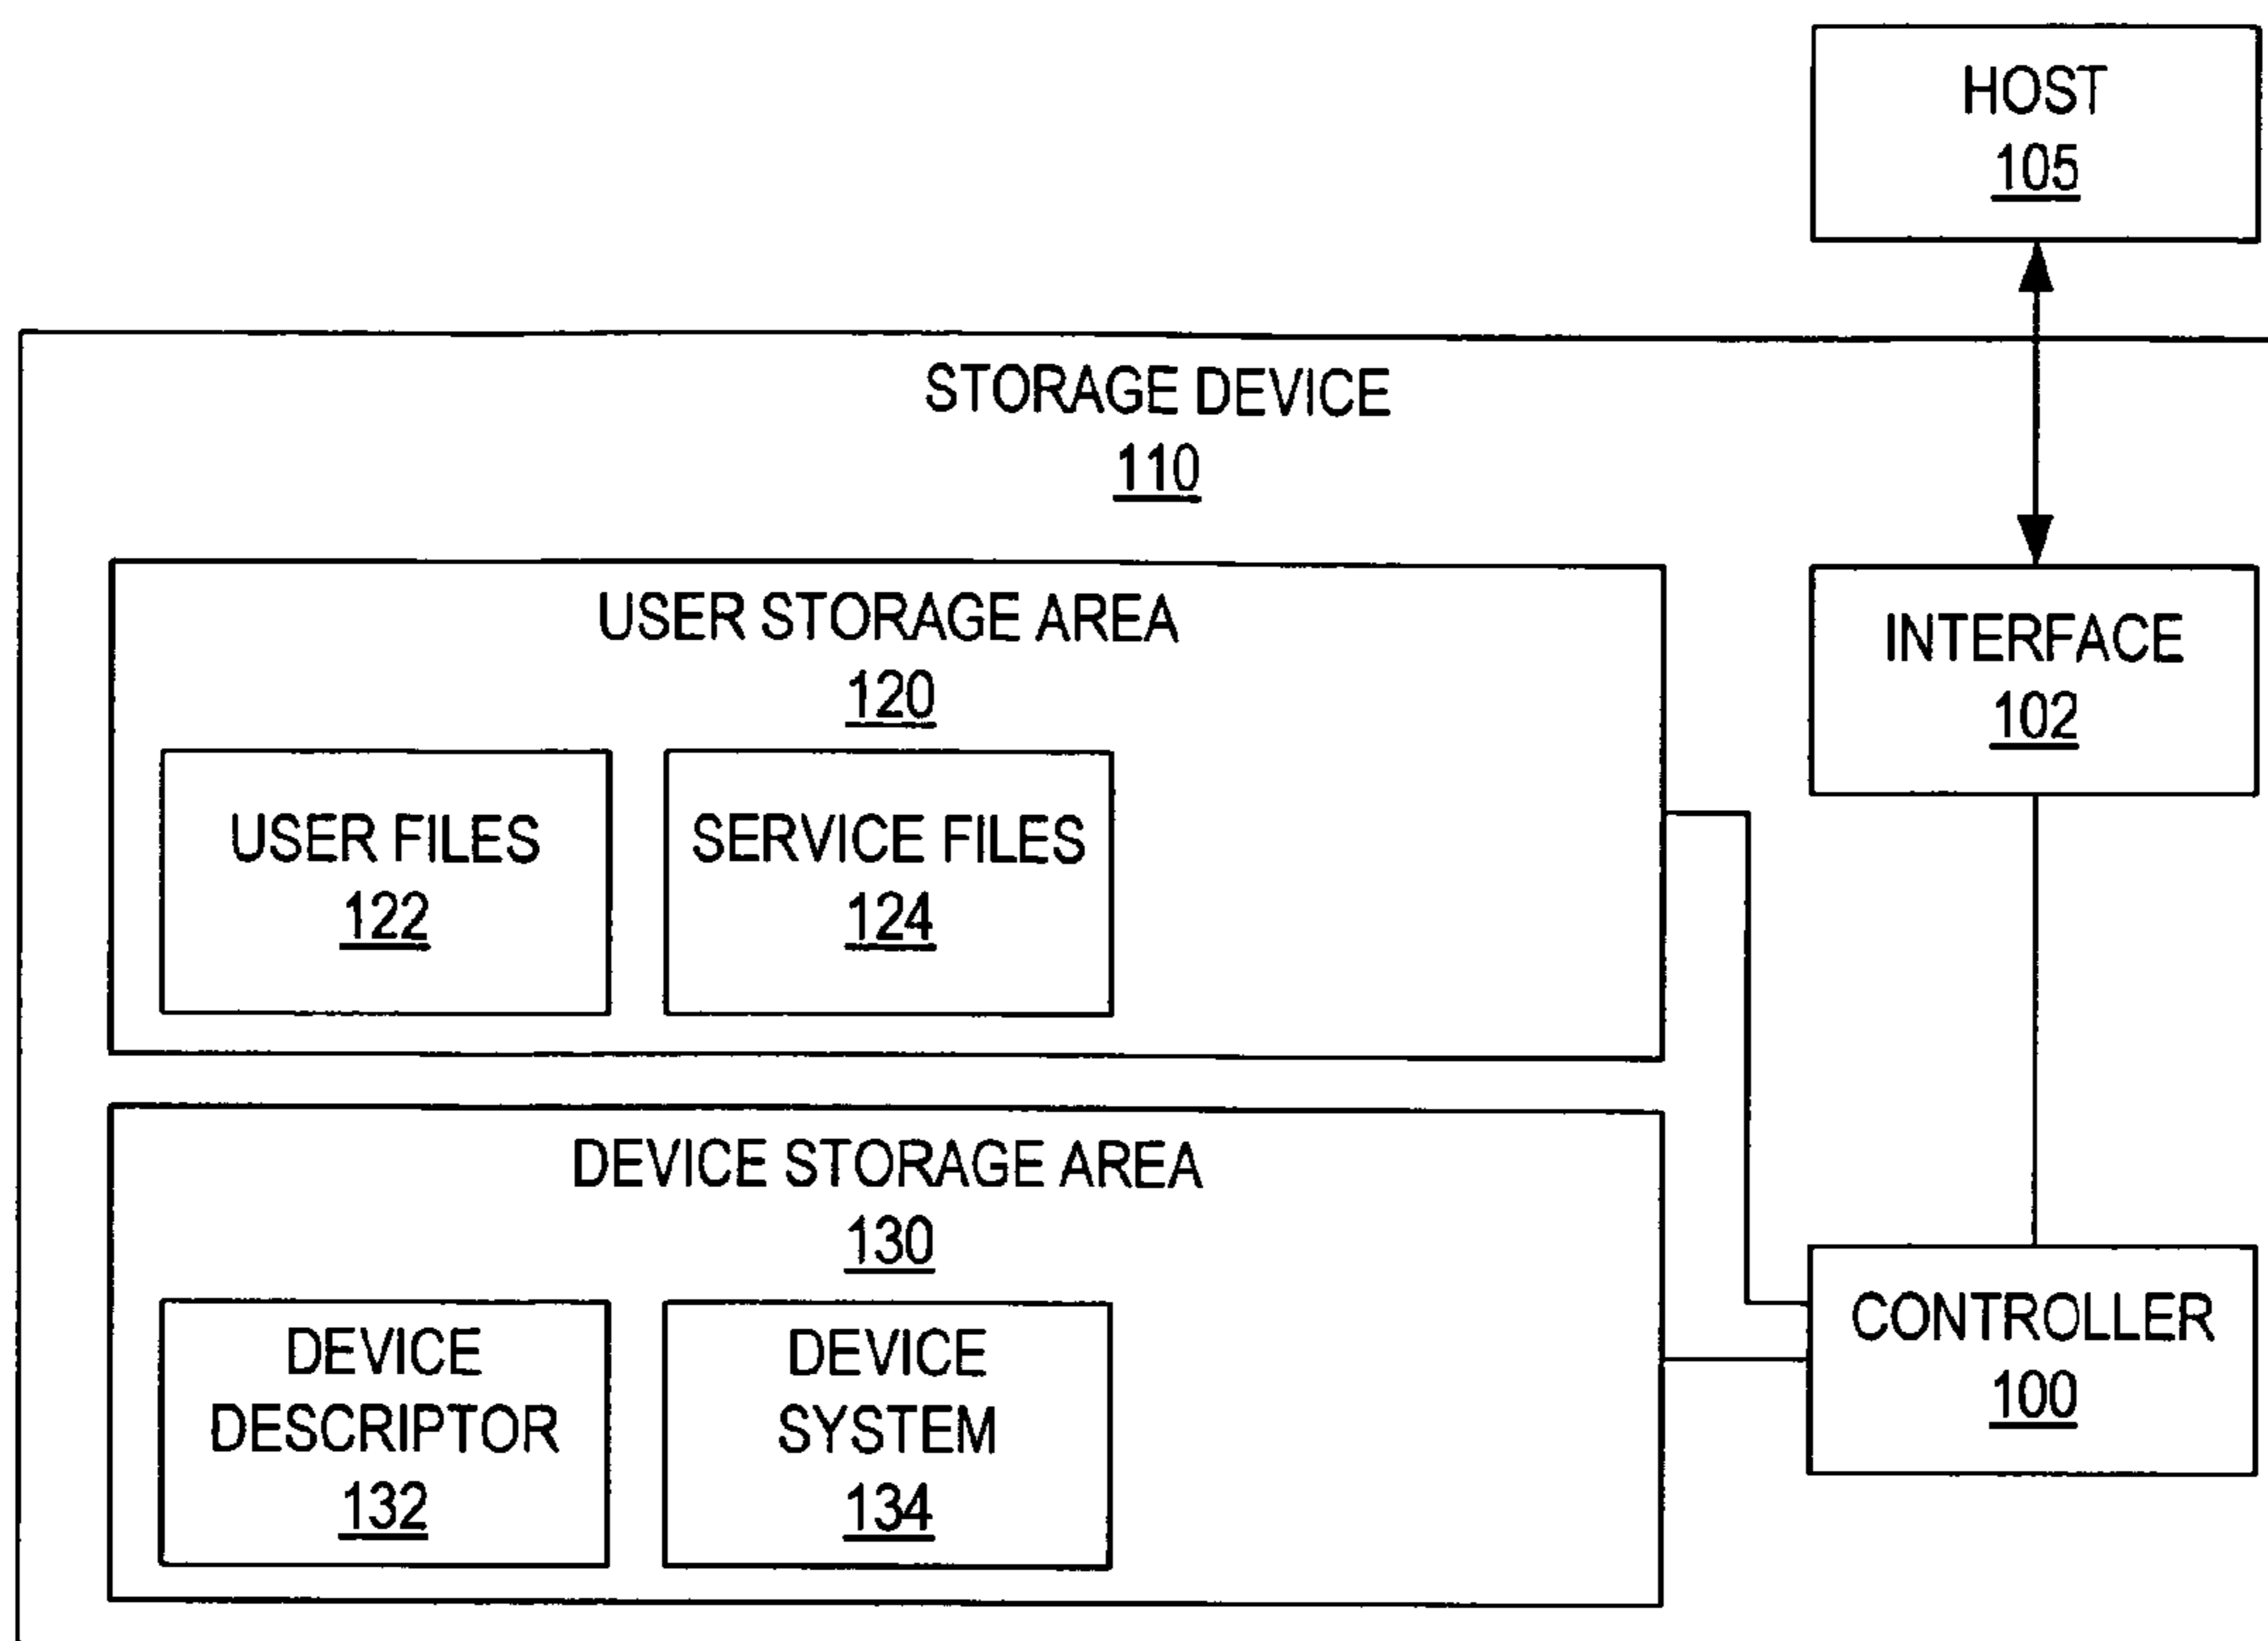 HOST
105
STORAGE DEVICE
110
USER STORAGE AREA
120
INTERFACE
102
USER FILES
122
SERVICE FILES
124
DEVICE STORAGE AREA
130
DEVICE
DESCRIPTOR
132
DEVICE
SYSTEM
134
CONTROLLER
100